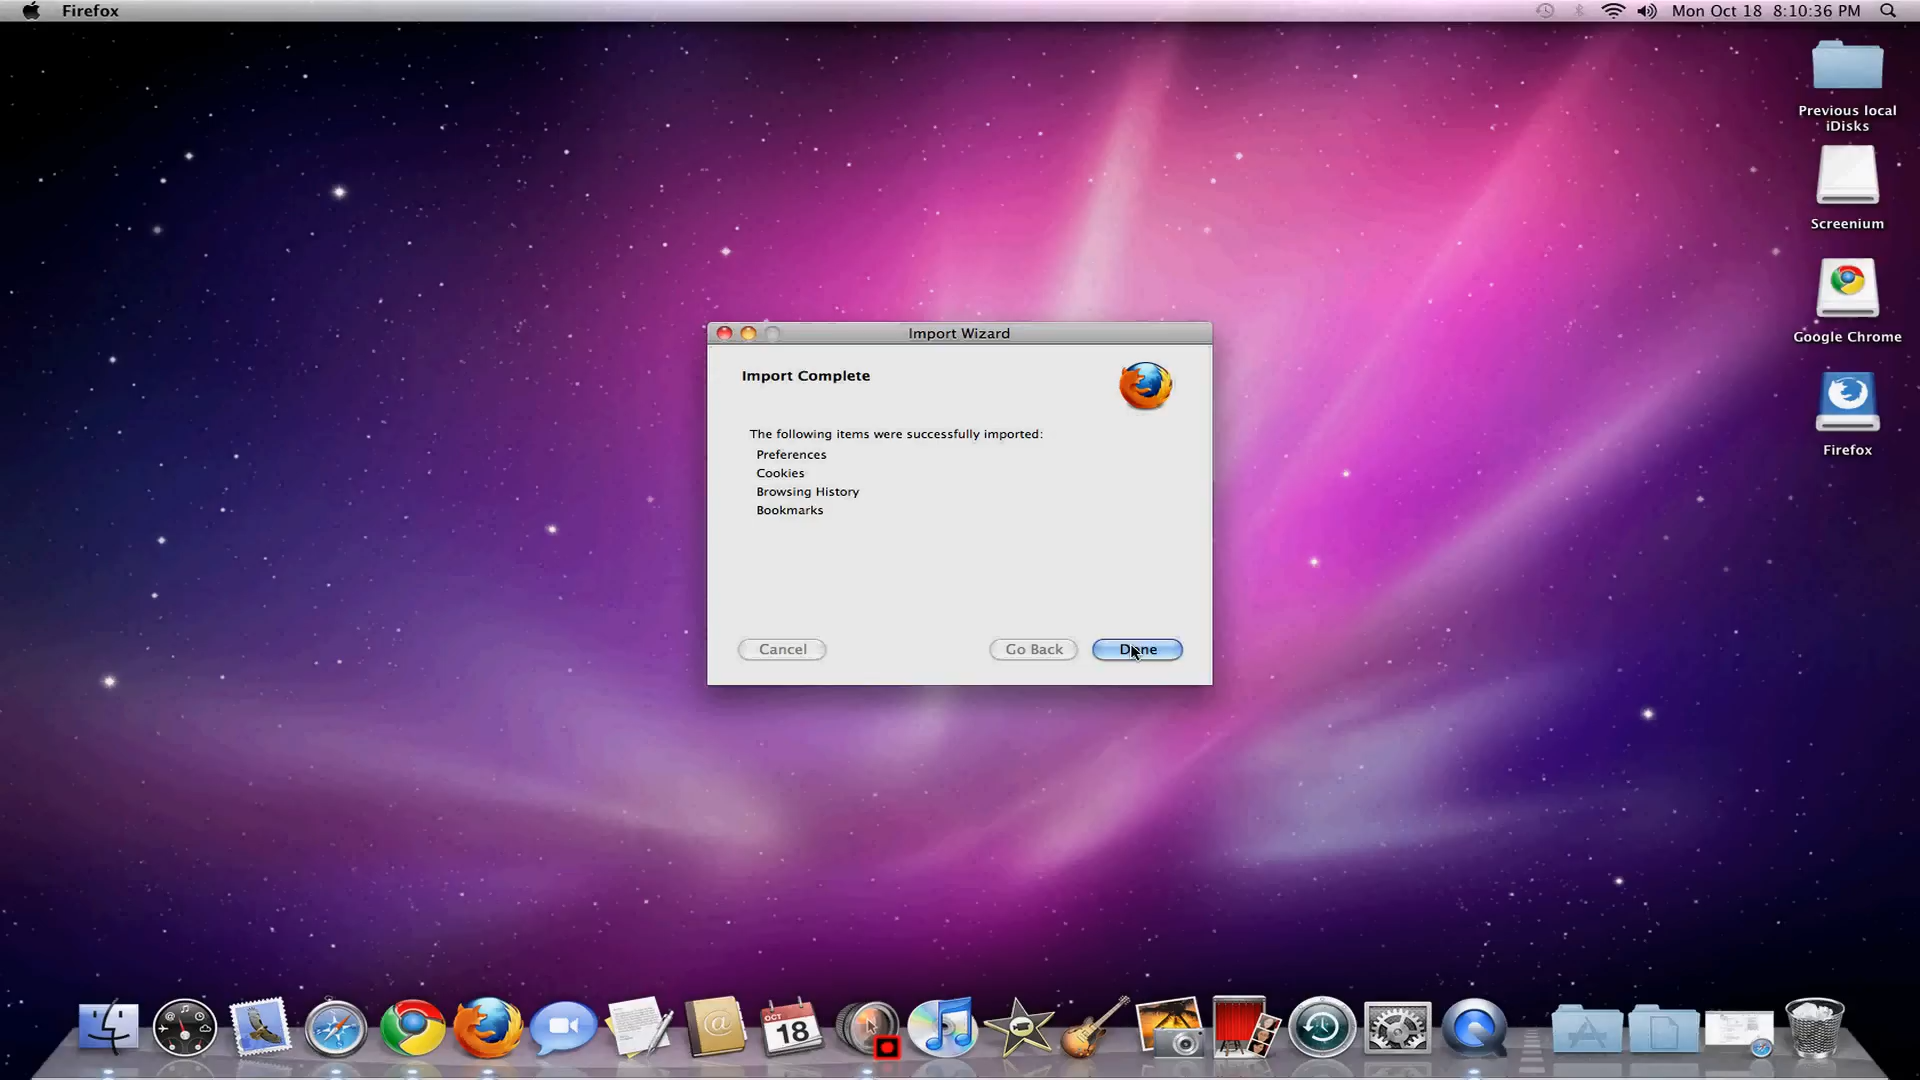 Firefox
Mon Oct 18 8:10:36 PM
Previous local
iDisks
Screenium
Google Chrome
Firefox
Import Wizard
Import Complete
The following items were successfully imported:
Preferences
Cookies
Browsing History
Bookmarks
Cancel
Go Back
Done
OCT
18